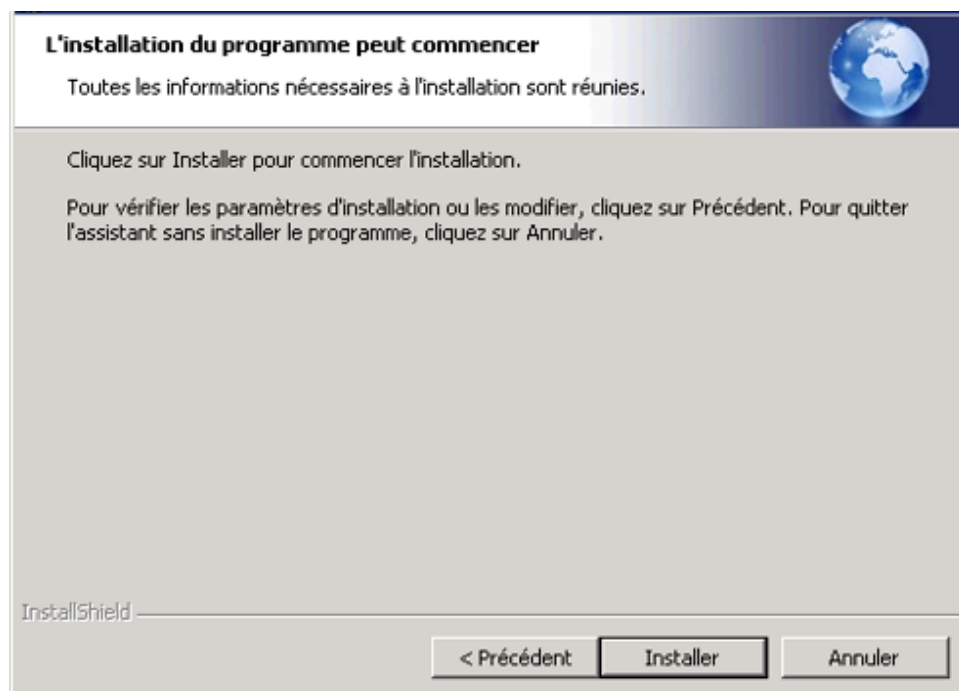 L'installation du programme peut commencer
Toutes les informations nécessaires à l'installation sont réunies.
Cliquez sur Installer pour commencer l'installation.
Pour vérifier les paramètres d'installation ou les modifier, cliquez sur Précédent. Pour quitter
l'assistant sans installer le programme, cliquez sur Annuler.
InstallShield
< Précédent
Installer
Annuler